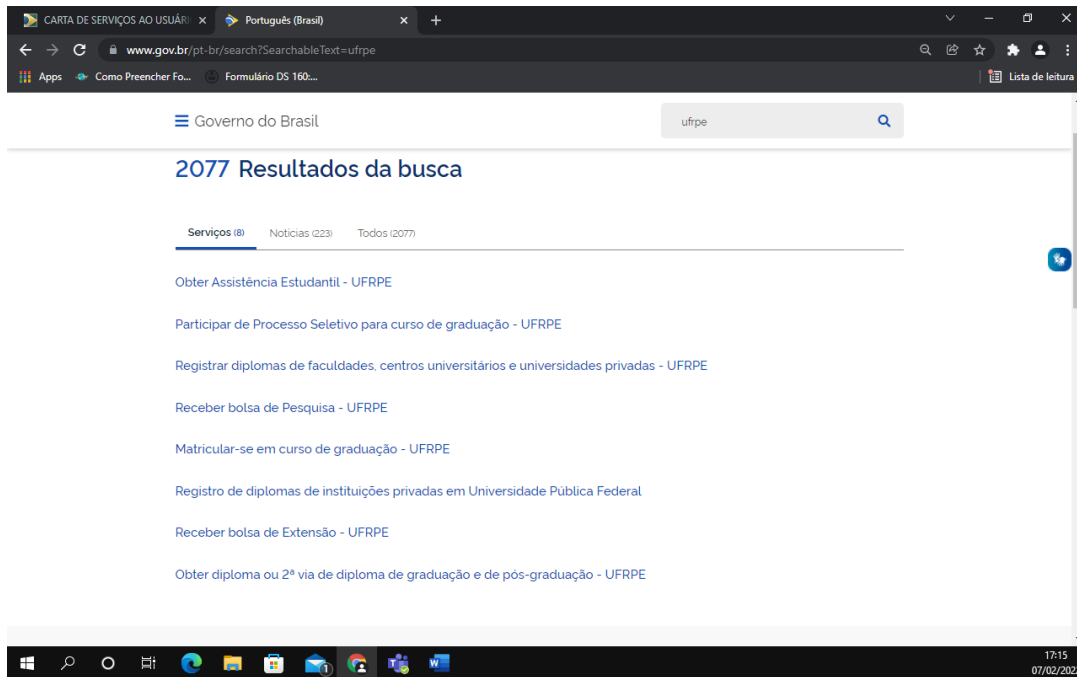 CARTA DE SERVIÇOS AO USUÁRI
Português (Brasil)
www.gov.br/pt-br/search?SearchableText=ufrpe
Apps
Como Preencher Fo...
Formulário DS 160:...
Lista de leitura
Governo do Brasil
ufrpe
2077 Resultados da busca
Serviços (8)
Noticias (223)
Todos (2077)
Obter Assistência Estudantil - UFRPE
Participar de Processo Seletivo para curso de graduação - UFRPE
Registrar diplomas de faculdades, centros universitários e universidades privadas - UFRPE
Receber bolsa de Pesquisa - UFRPE
Matricular-se em curso de graduação - UFRPE
Registro de diplomas de instituições privadas em Universidade Pública Federal
Receber bolsa de Extensão - UFRPE
Obter diploma ou 2ª via de diploma de graduação e de pós-graduação - UFRPE
1
17:15
07/02/202